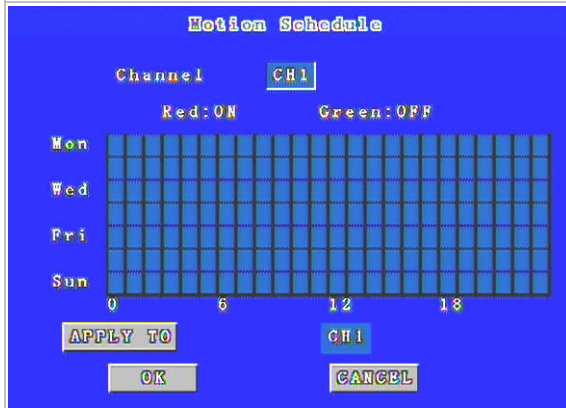 Motion Schedule
Channel CH1
Red:ON Green:OFF
Mon
Wed
Fri
Sun
0 6 12 18
APPLY TO CH1
OK CANCEL